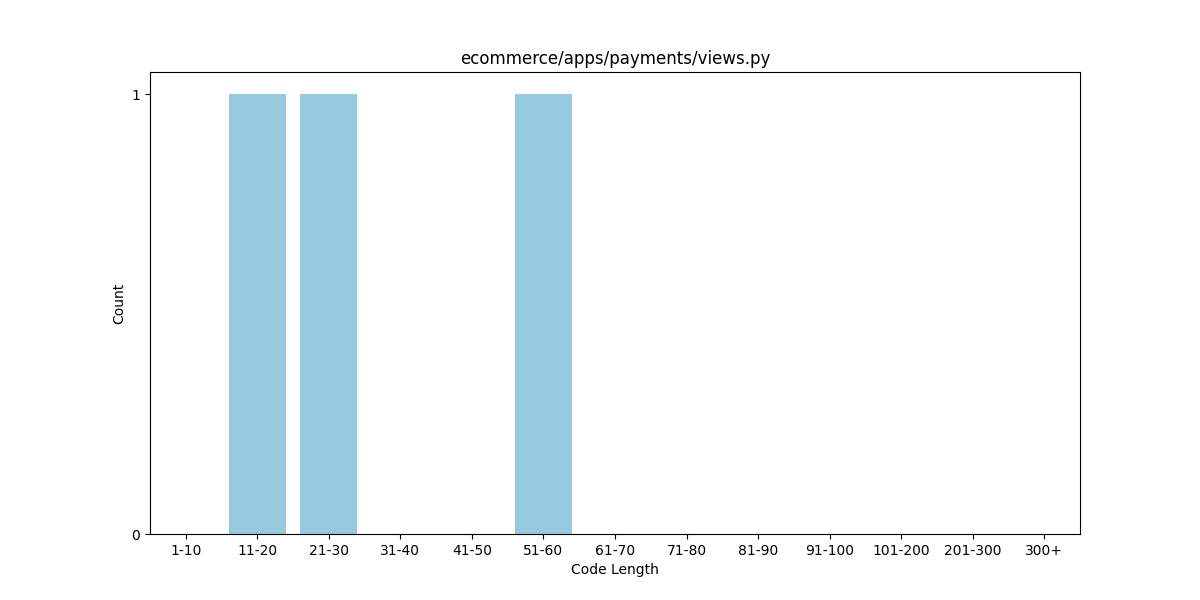 ecommerce/apps/payments/views.py
1
Count
0
1-10 11-20 21-30 31-40 41-50 51-60 61-70 71-80 81-90 91-100 101-200 201-300 300+
Code Length